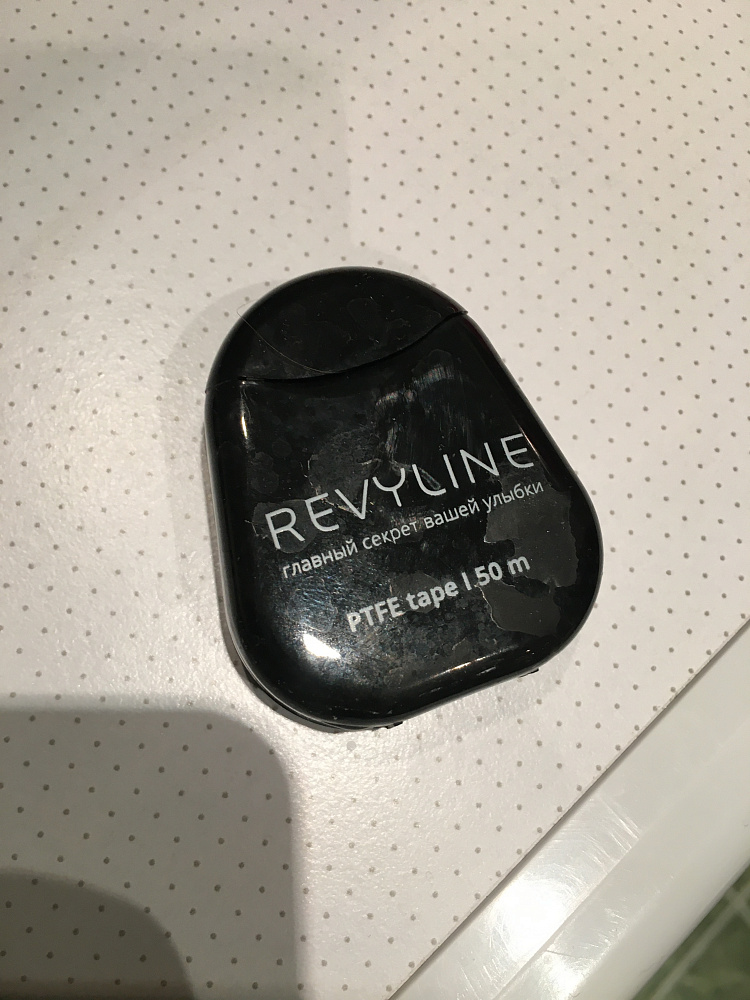 REVYLINE
главный секрет вашей улыбки
PTFE tape | 50 m